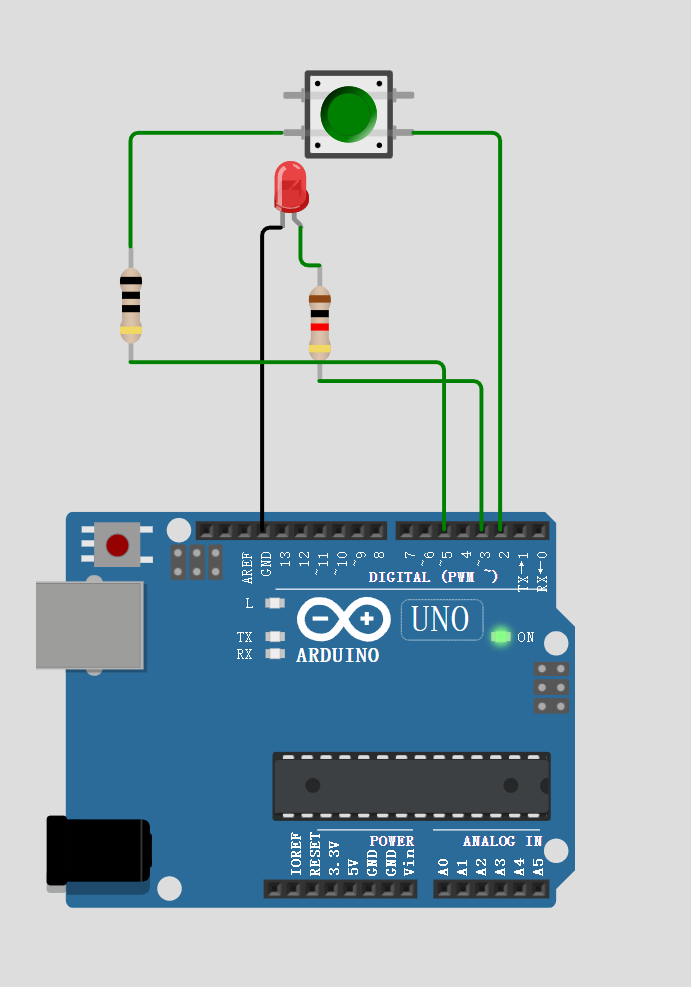 AREF
GND
13
12
~11
~10
~9
8
7
~6
~5
4
~3
2
TX→1
RX←0
DIGITAL (PWM ~)
L
TX
RX
UNO
ON
ARDUINO
POWER
ANALOG IN
IOREF
RESET
3.3V
5V
GND
GND
Vin
A0
A1
A2
A3
A4
A5